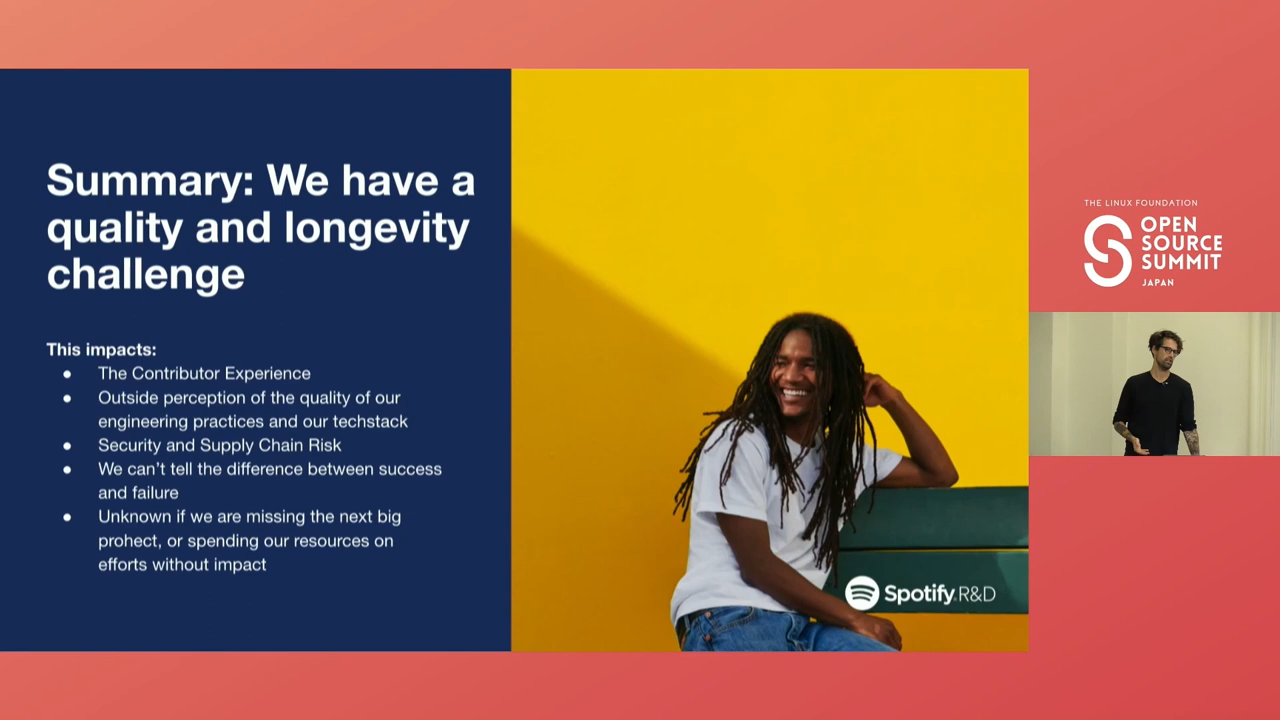 Summary: We have a
quality and longevity
challenge
This impacts:
● The Contributor Experience
● Outside perception of the quality of our
engineering practices and our techstack
● Security and Supply Chain Risk
● We can't tell the difference between success
and failure
● Unknown if we are missing the next big
prohect, or spending our resources on
efforts without impact
Spotify R&D
THE LINUX FOUNDATION
OPEN
SOURCE
SUMMIT
JAPAN